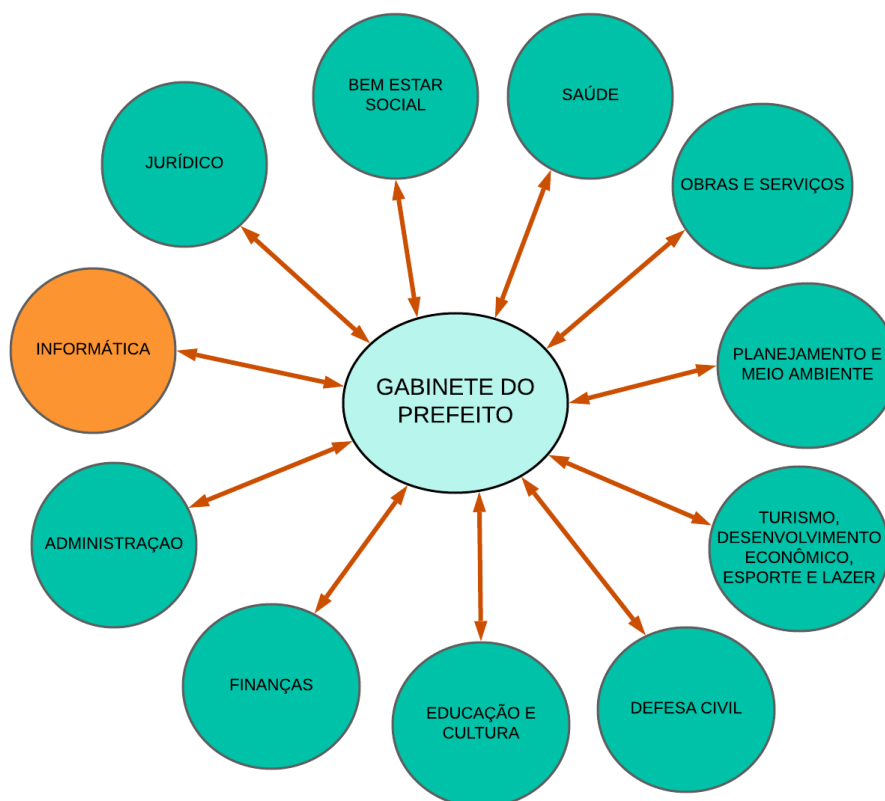 BEM ESTAR
SOCIAL
SAÚDE
JURÍDICO
OBRAS E SERVIÇOS
INFORMÁTICA
PLANEJAMENTO E
MEIO AMBIENTE
GABINETE DO
PREFEITO
ADMINISTRAÇAO
TURISMO,
DESENVOLVIMENTO
ECONÔMICO,
ESPORTE E LAZER
FINANÇAS
EDUCAÇÃO E
CULTURA
DEFESA CIVIL